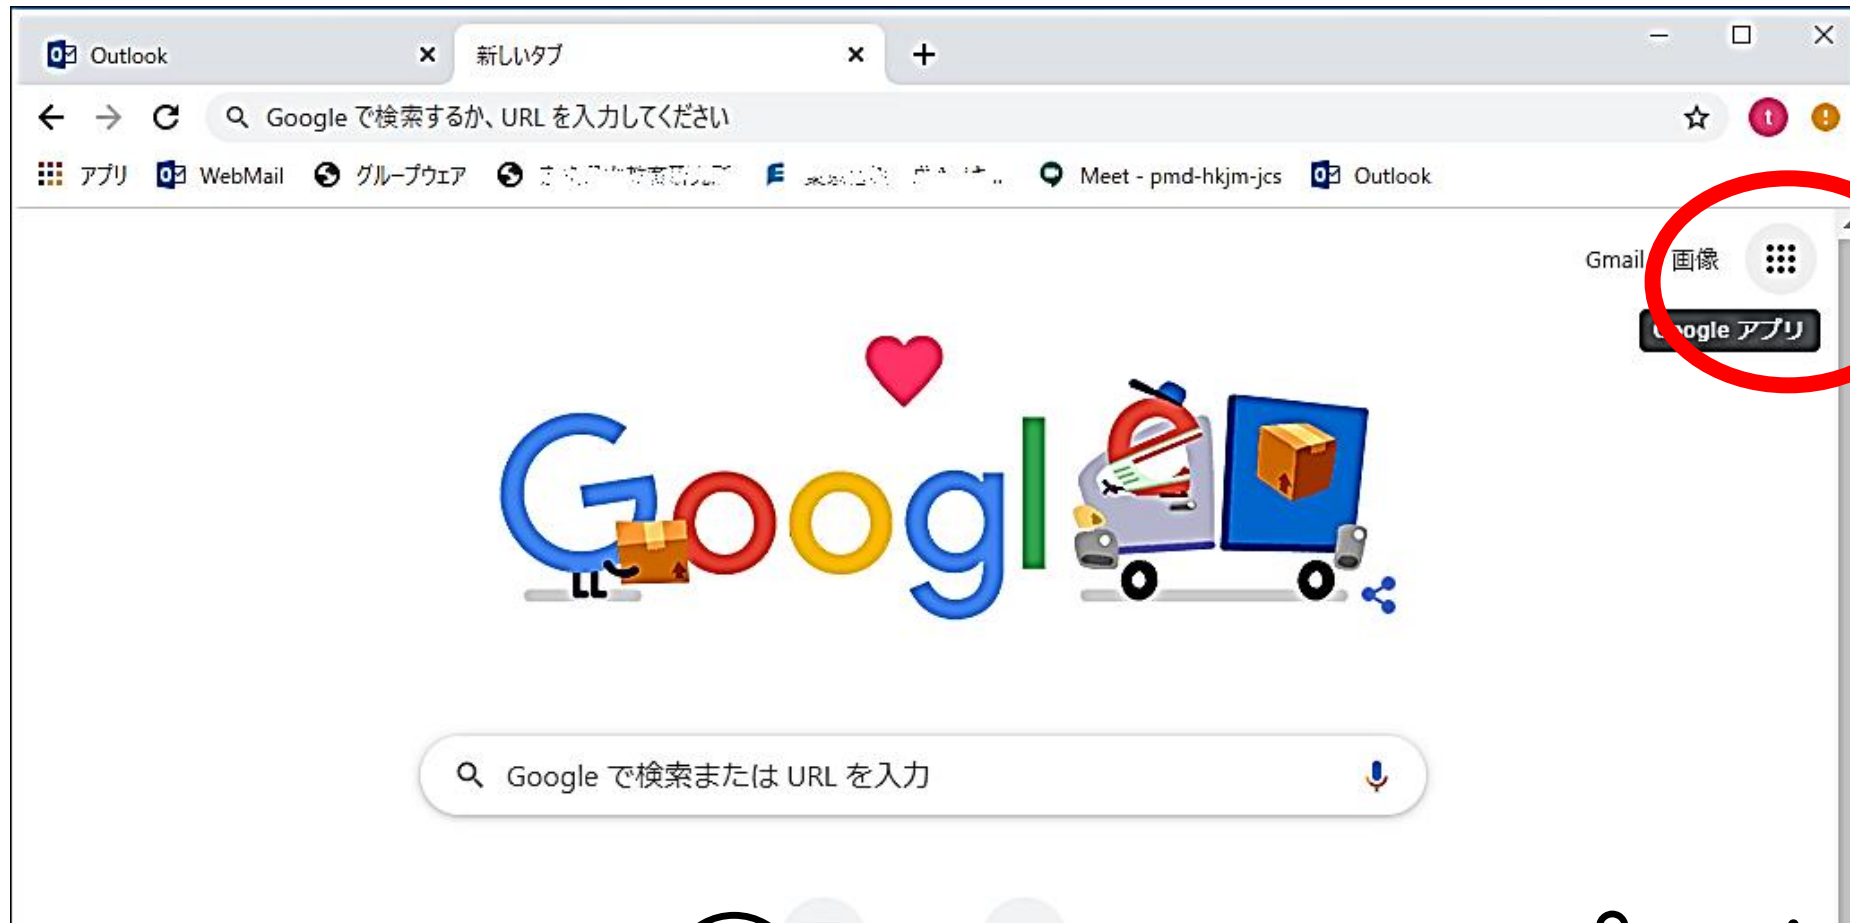 Outlook 新しいタブ
Google で検索するか、URL を入力してください t
アプリ WebMail グループウェア Meet - pmd-hkjm-jcs Outlook
Gmail 画像
Google アプリ
Google
Google で検索または URL を入力